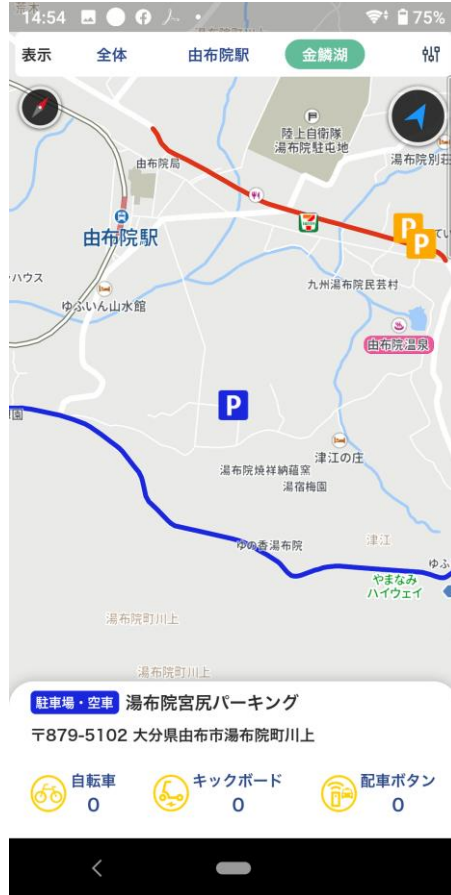 14:54
75%
表示
全体
由布院駅
金鱗湖
陸上自衛隊
湯布院駐屯地
由布院局
湯布院別荘
P
P
由布院駅
ハウス
九州湯布院民芸村
ゆふいん山水館
由布院温泉
P
園
津江の庄
湯布院焼祥納蘊窯
湯宿梅園
ゆの香湯布院
津江
ゆふ
やまなみ
ハイウェイ
湯布院町川上
湯布院町川上
駐車場・空車 湯布院宮尻パーキング
〒879-5102 大分県由布市湯布院町川上
自転車
0
キックボード
0
配車ボタン
0